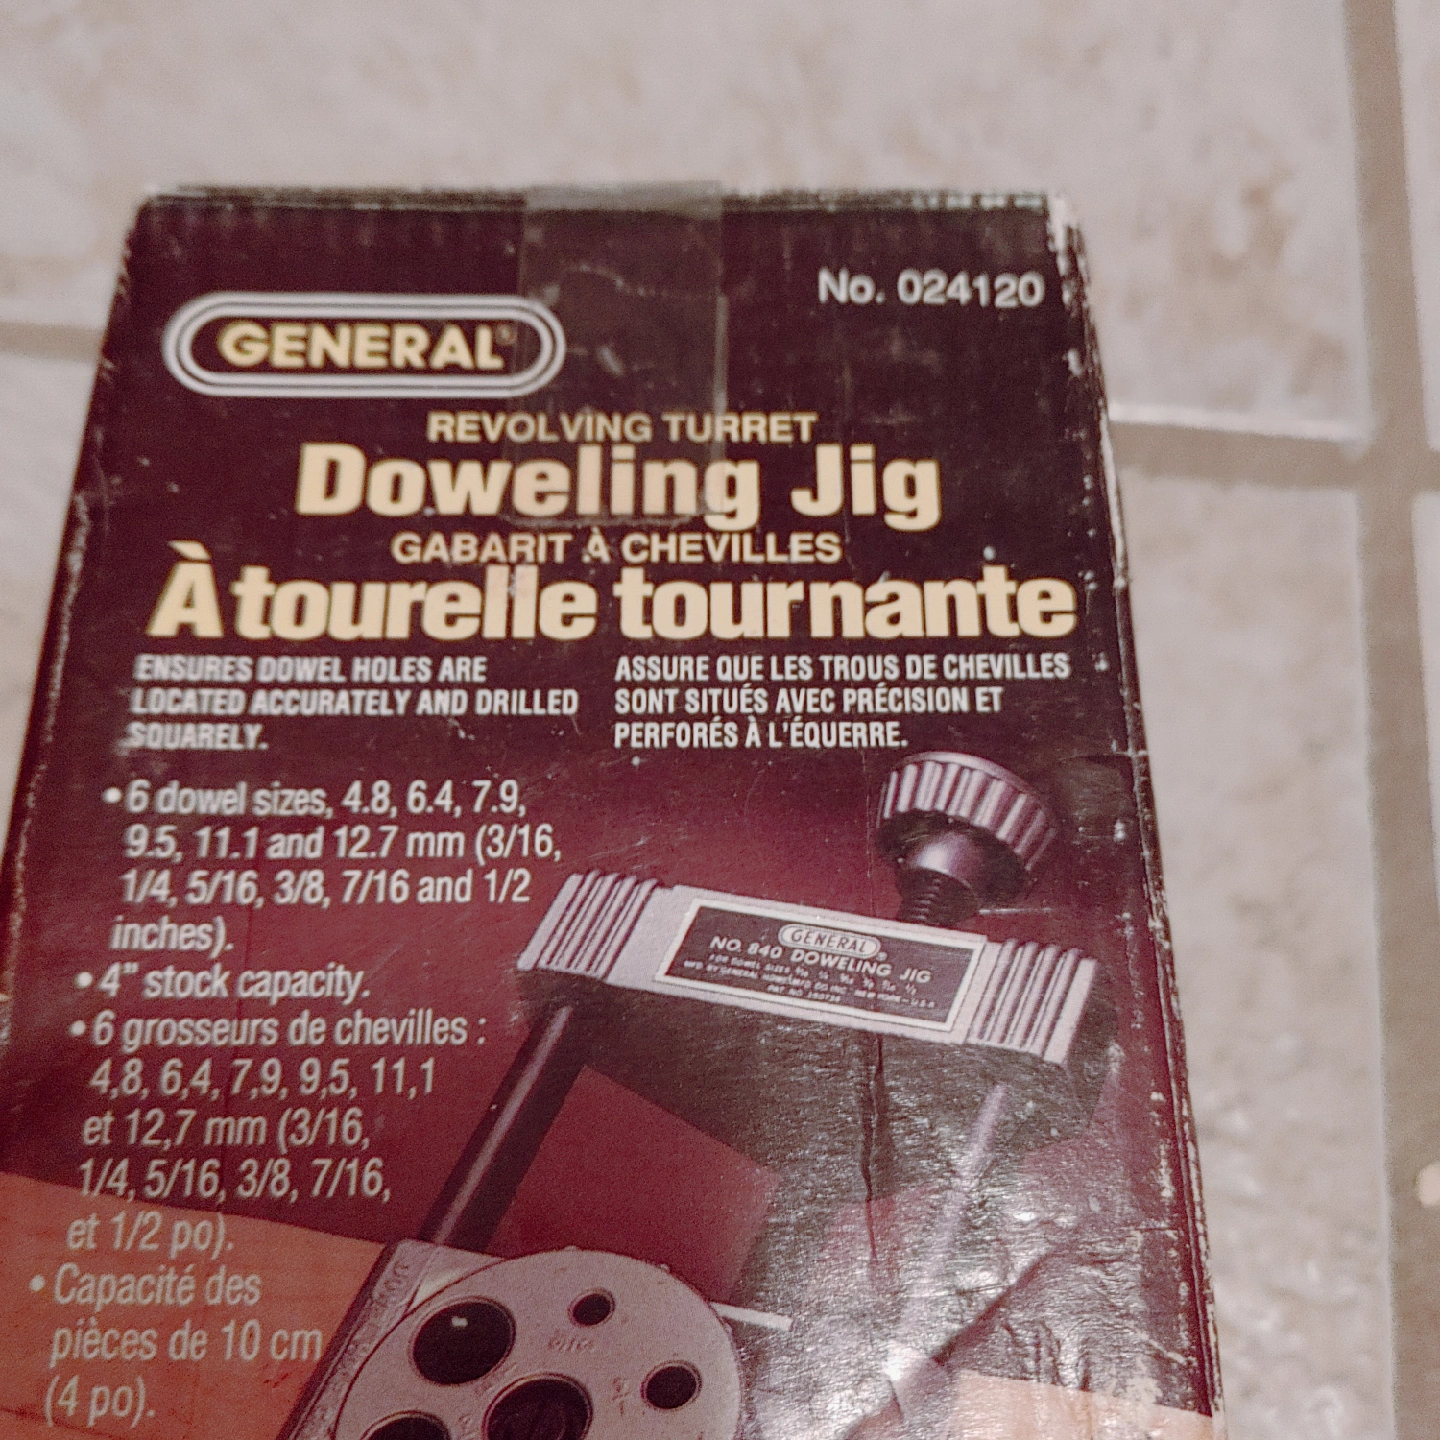 No. 024120
GENERAL®
REVOLVING TURRET
Doweling Jig
GABARIT À CHEVILLES
À tourelle tournante
ENSURES DOWEL HOLES ARE
LOCATED ACCURATELY AND DRILLED
SQUARELY.
ASSURE QUE LES TROUS DE CHEVILLES
SONT SITUÉS AVEC PRÉCISION ET
PERFORÉS À L'ÉQUERRE.
• 6 dowel sizes, 4.8, 6.4, 7.9,
9.5, 11.1 and 12.7 mm (3/16,
1/4, 5/16, 3/8, 7/16 and 1/2
inches).
• 4" stock capacity.
• 6 grosseurs de chevilles :
4,8, 6,4, 7,9, 9,5, 11,1
et 12,7 mm (3/16,
1/4, 5/16, 3/8, 7/16,
et 1/2 po).
• Capacité des
pièces de 10 cm
(4 po).
GENERAL®
NO. 840 DOWELING JIG
FOR DOWEL SIZES